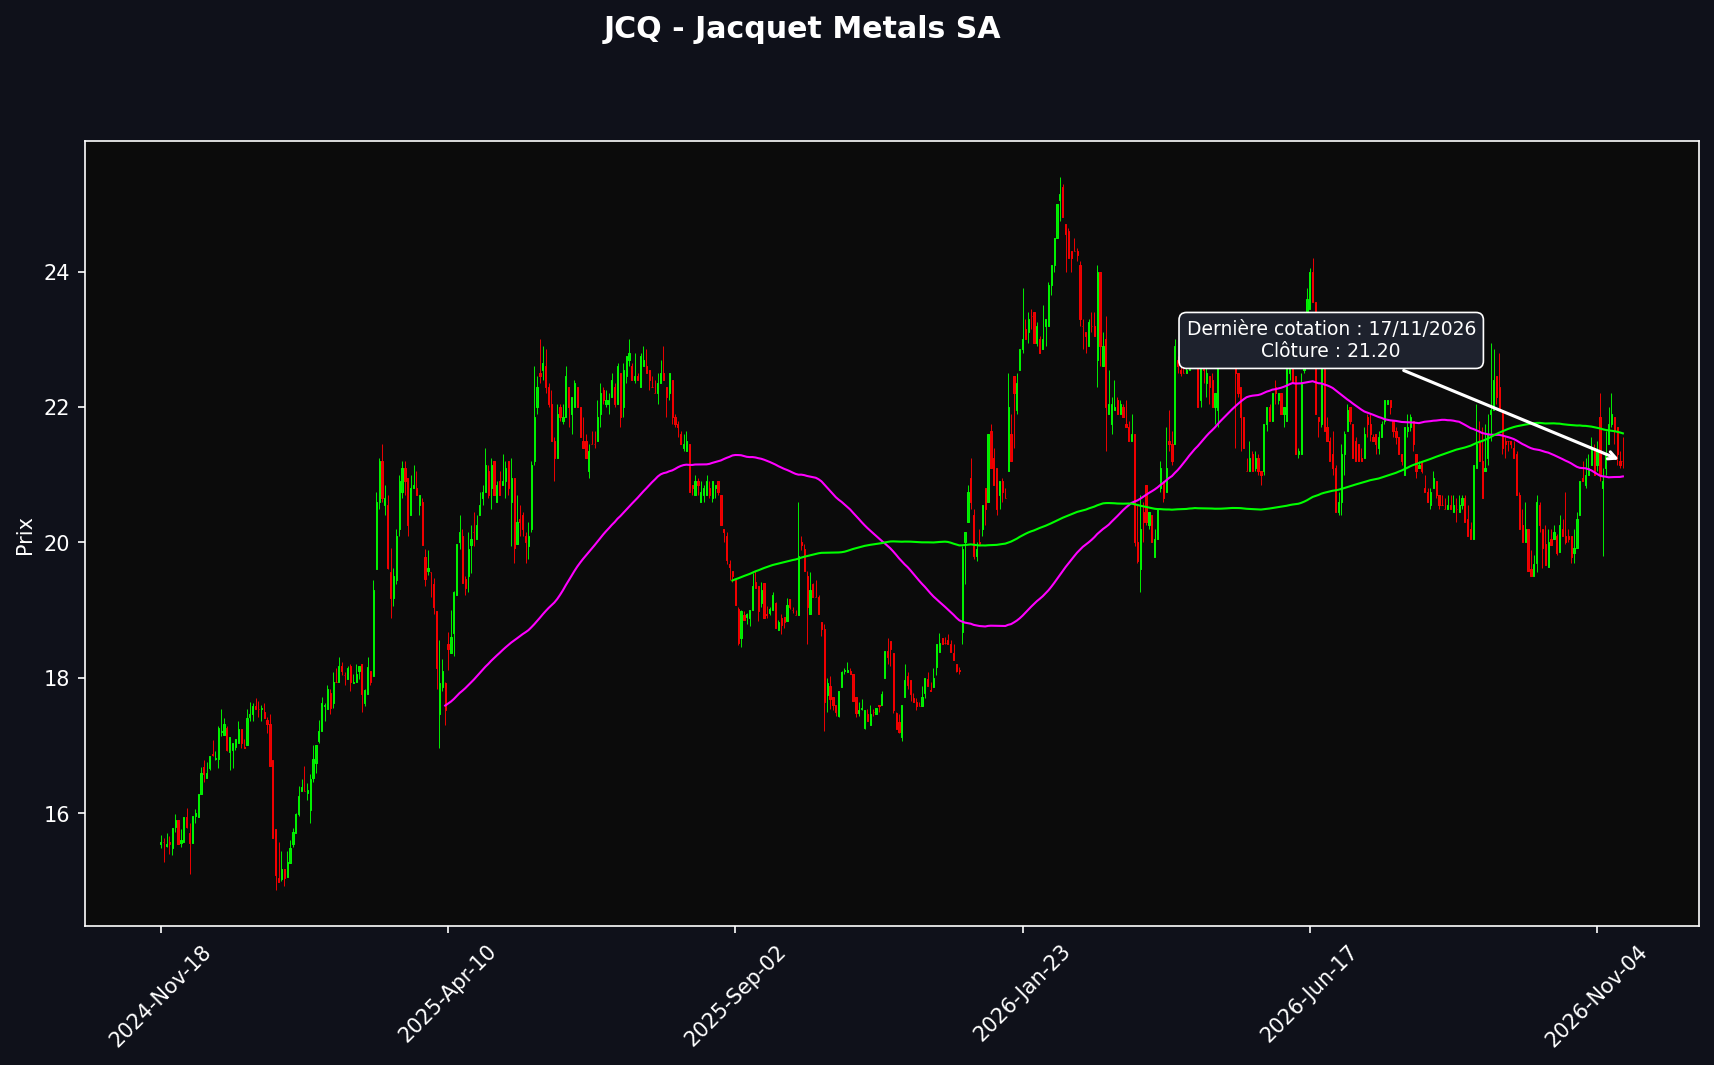 JCQ - Jacquet Metals SA
Prix
24
22
20
18
16
Dernière cotation : 17/11/2026
Clôture : 21.20
2024-Nov-18
2025-Apr-10
2025-Sep-02
2026-Jan-23
2026-Jun-17
2026-Nov-04